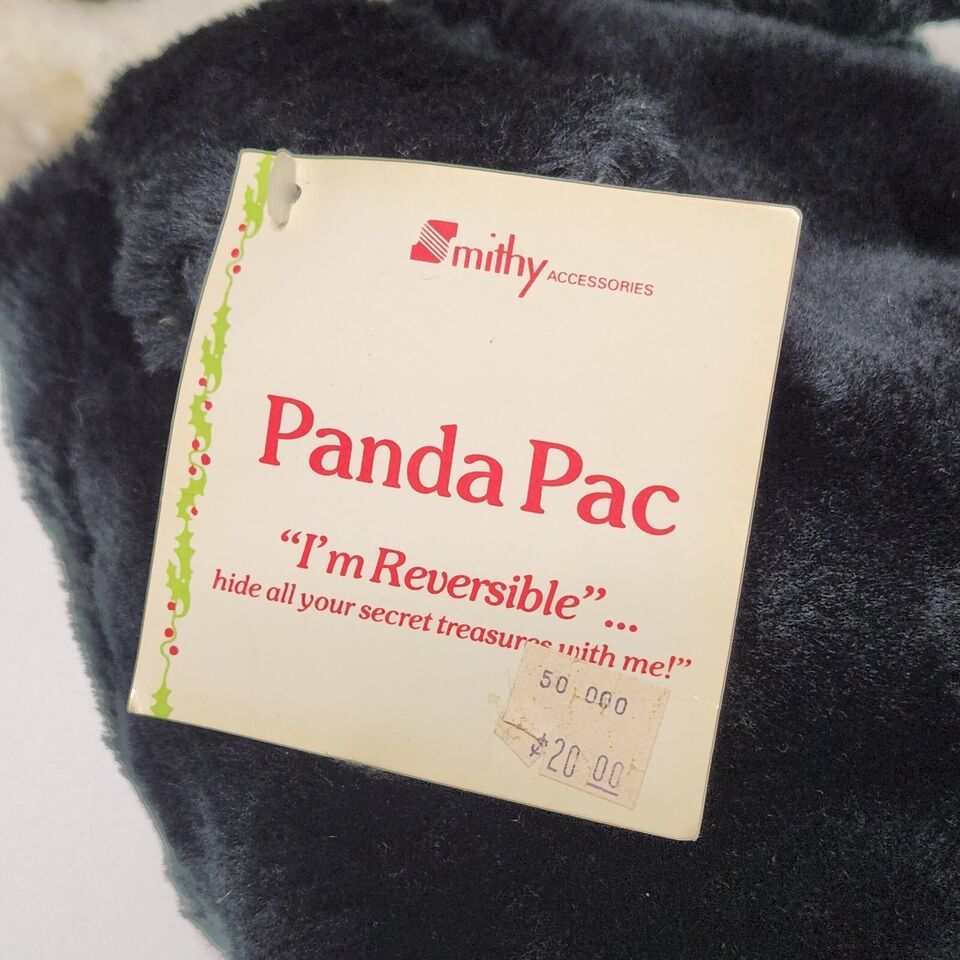 Smithy ACCESSORIES
Panda Pac
“I’m Reversible”...
hide all your secret treasures with me!”
50 000
$20.00